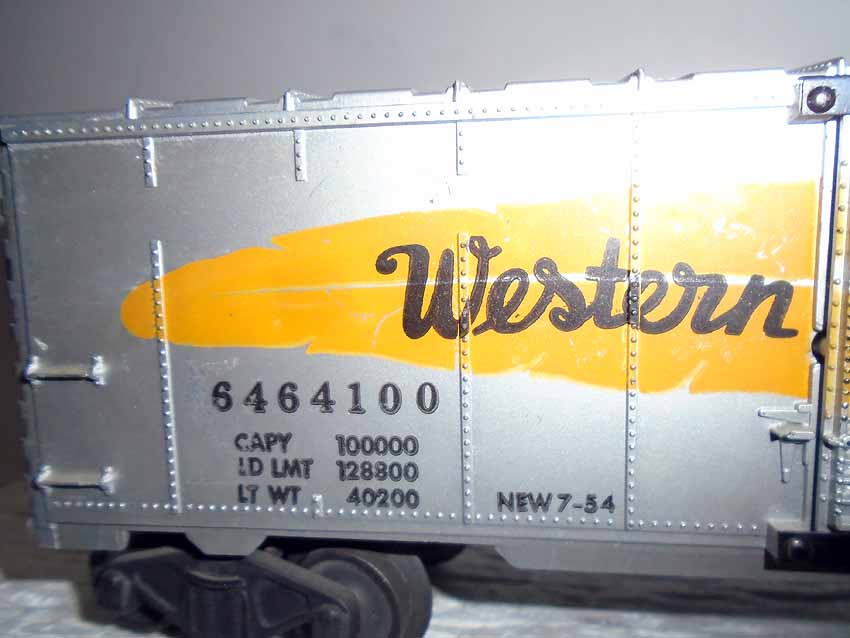 Western
6464100
CAPY 100000
LD LMT 128800
LT WT 40200
NEW 7-54